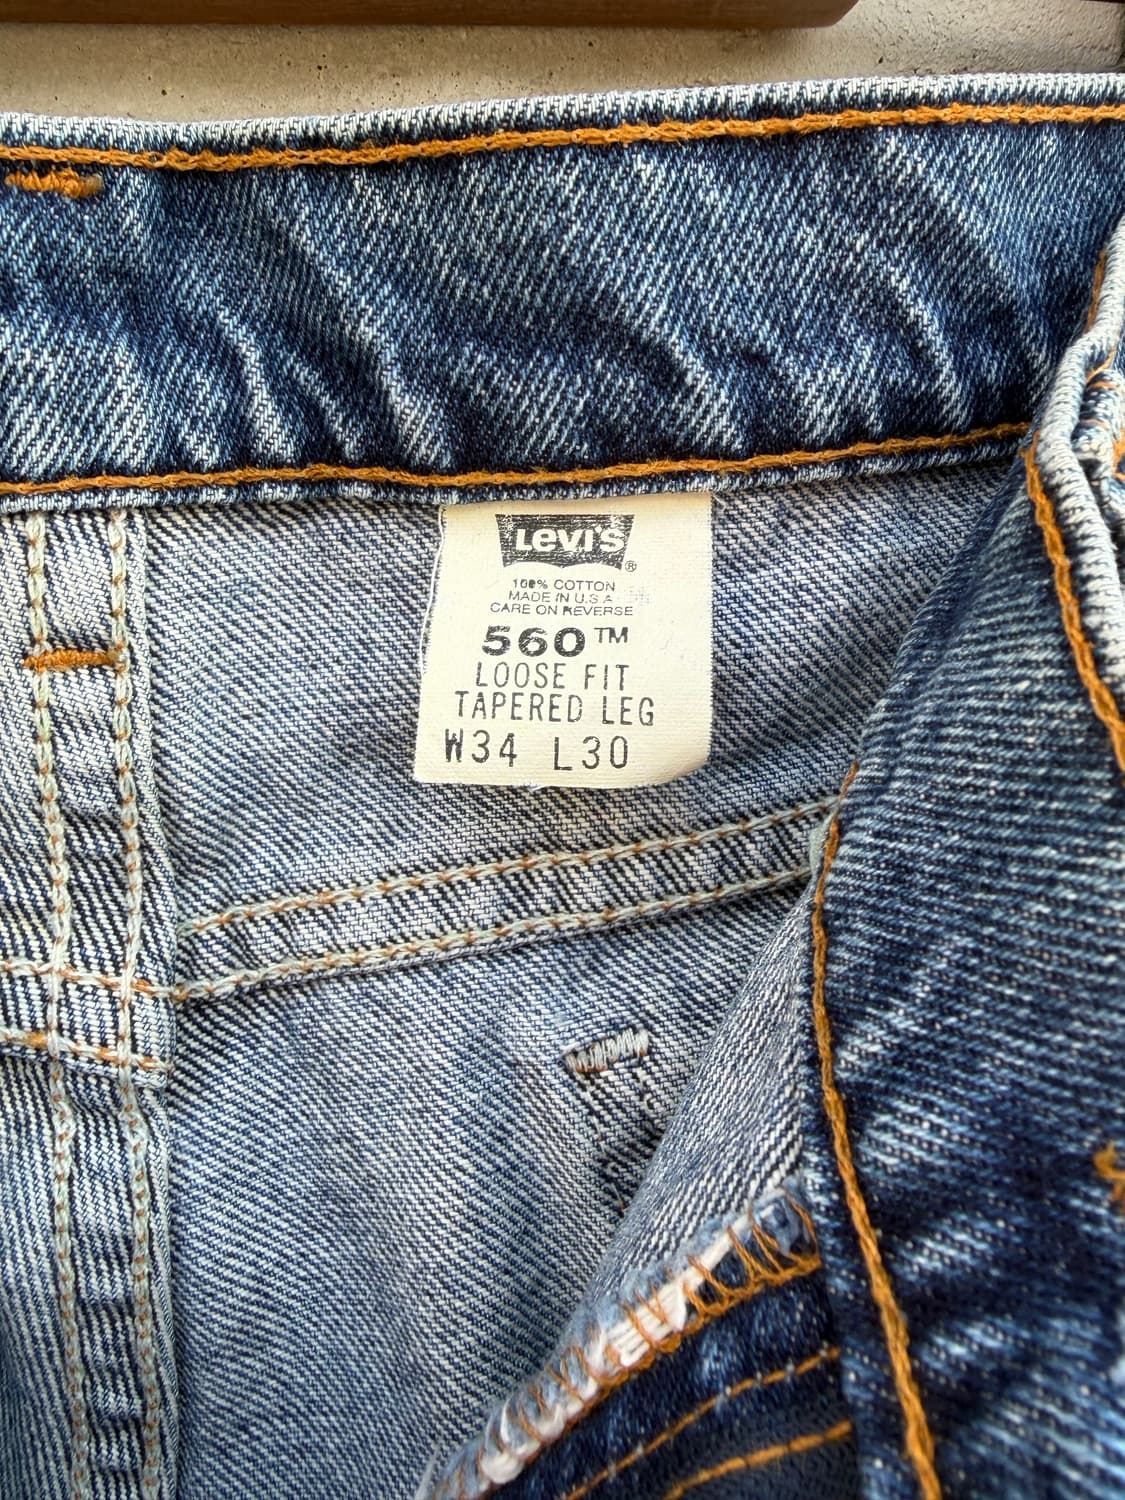 Levi's®
100% COTTON
MADE IN U.S.A.
CARE ON REVERSE
560™
LOOSE FIT
TAPERED LEG
W34 L30